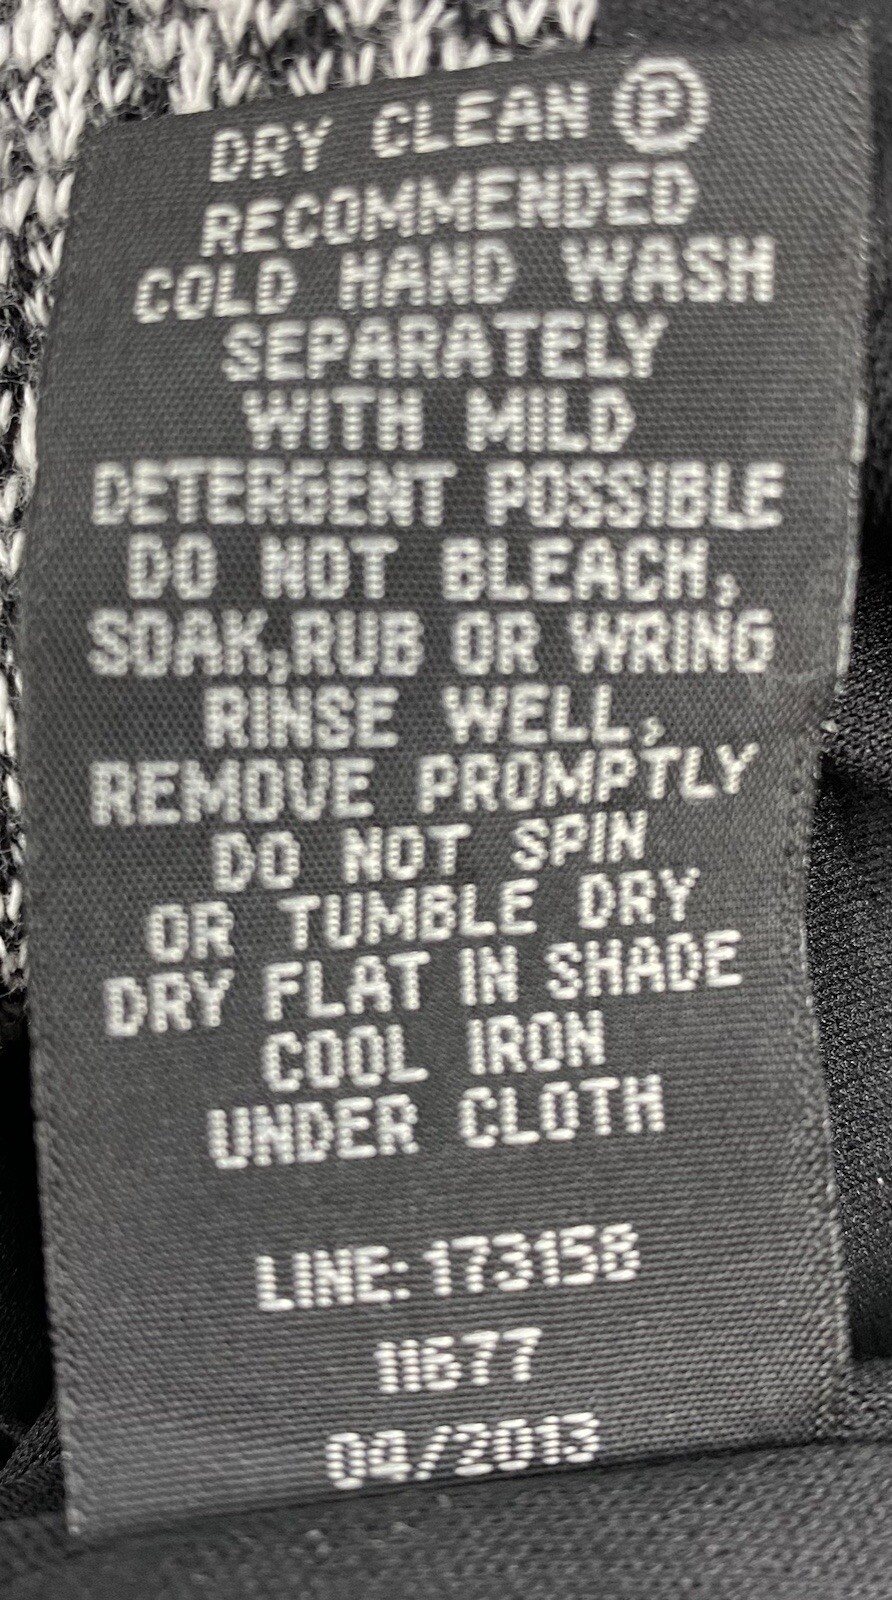 DRY CLEAN Ⓟ
RECOMMENDED
COLD HAND WASH
SEPARATELY
WITH MILD
DETERGENT POSSIBLE
DO NOT BLEACH,
SOAK,RUB OR WRING
RINSE WELL,
REMOVE PROMPTLY
DO NOT SPIN
OR TUMBLE DRY
DRY FLAT IN SHADE
COOL IRON
UNDER CLOTH
LINE: 173158
11677
04/2013